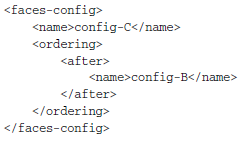 <faces-config>
    <name>config-C</name>
    <ordering>
        <after>
            <name>config-B</name>
        </after>
    </ordering>
</faces-config>